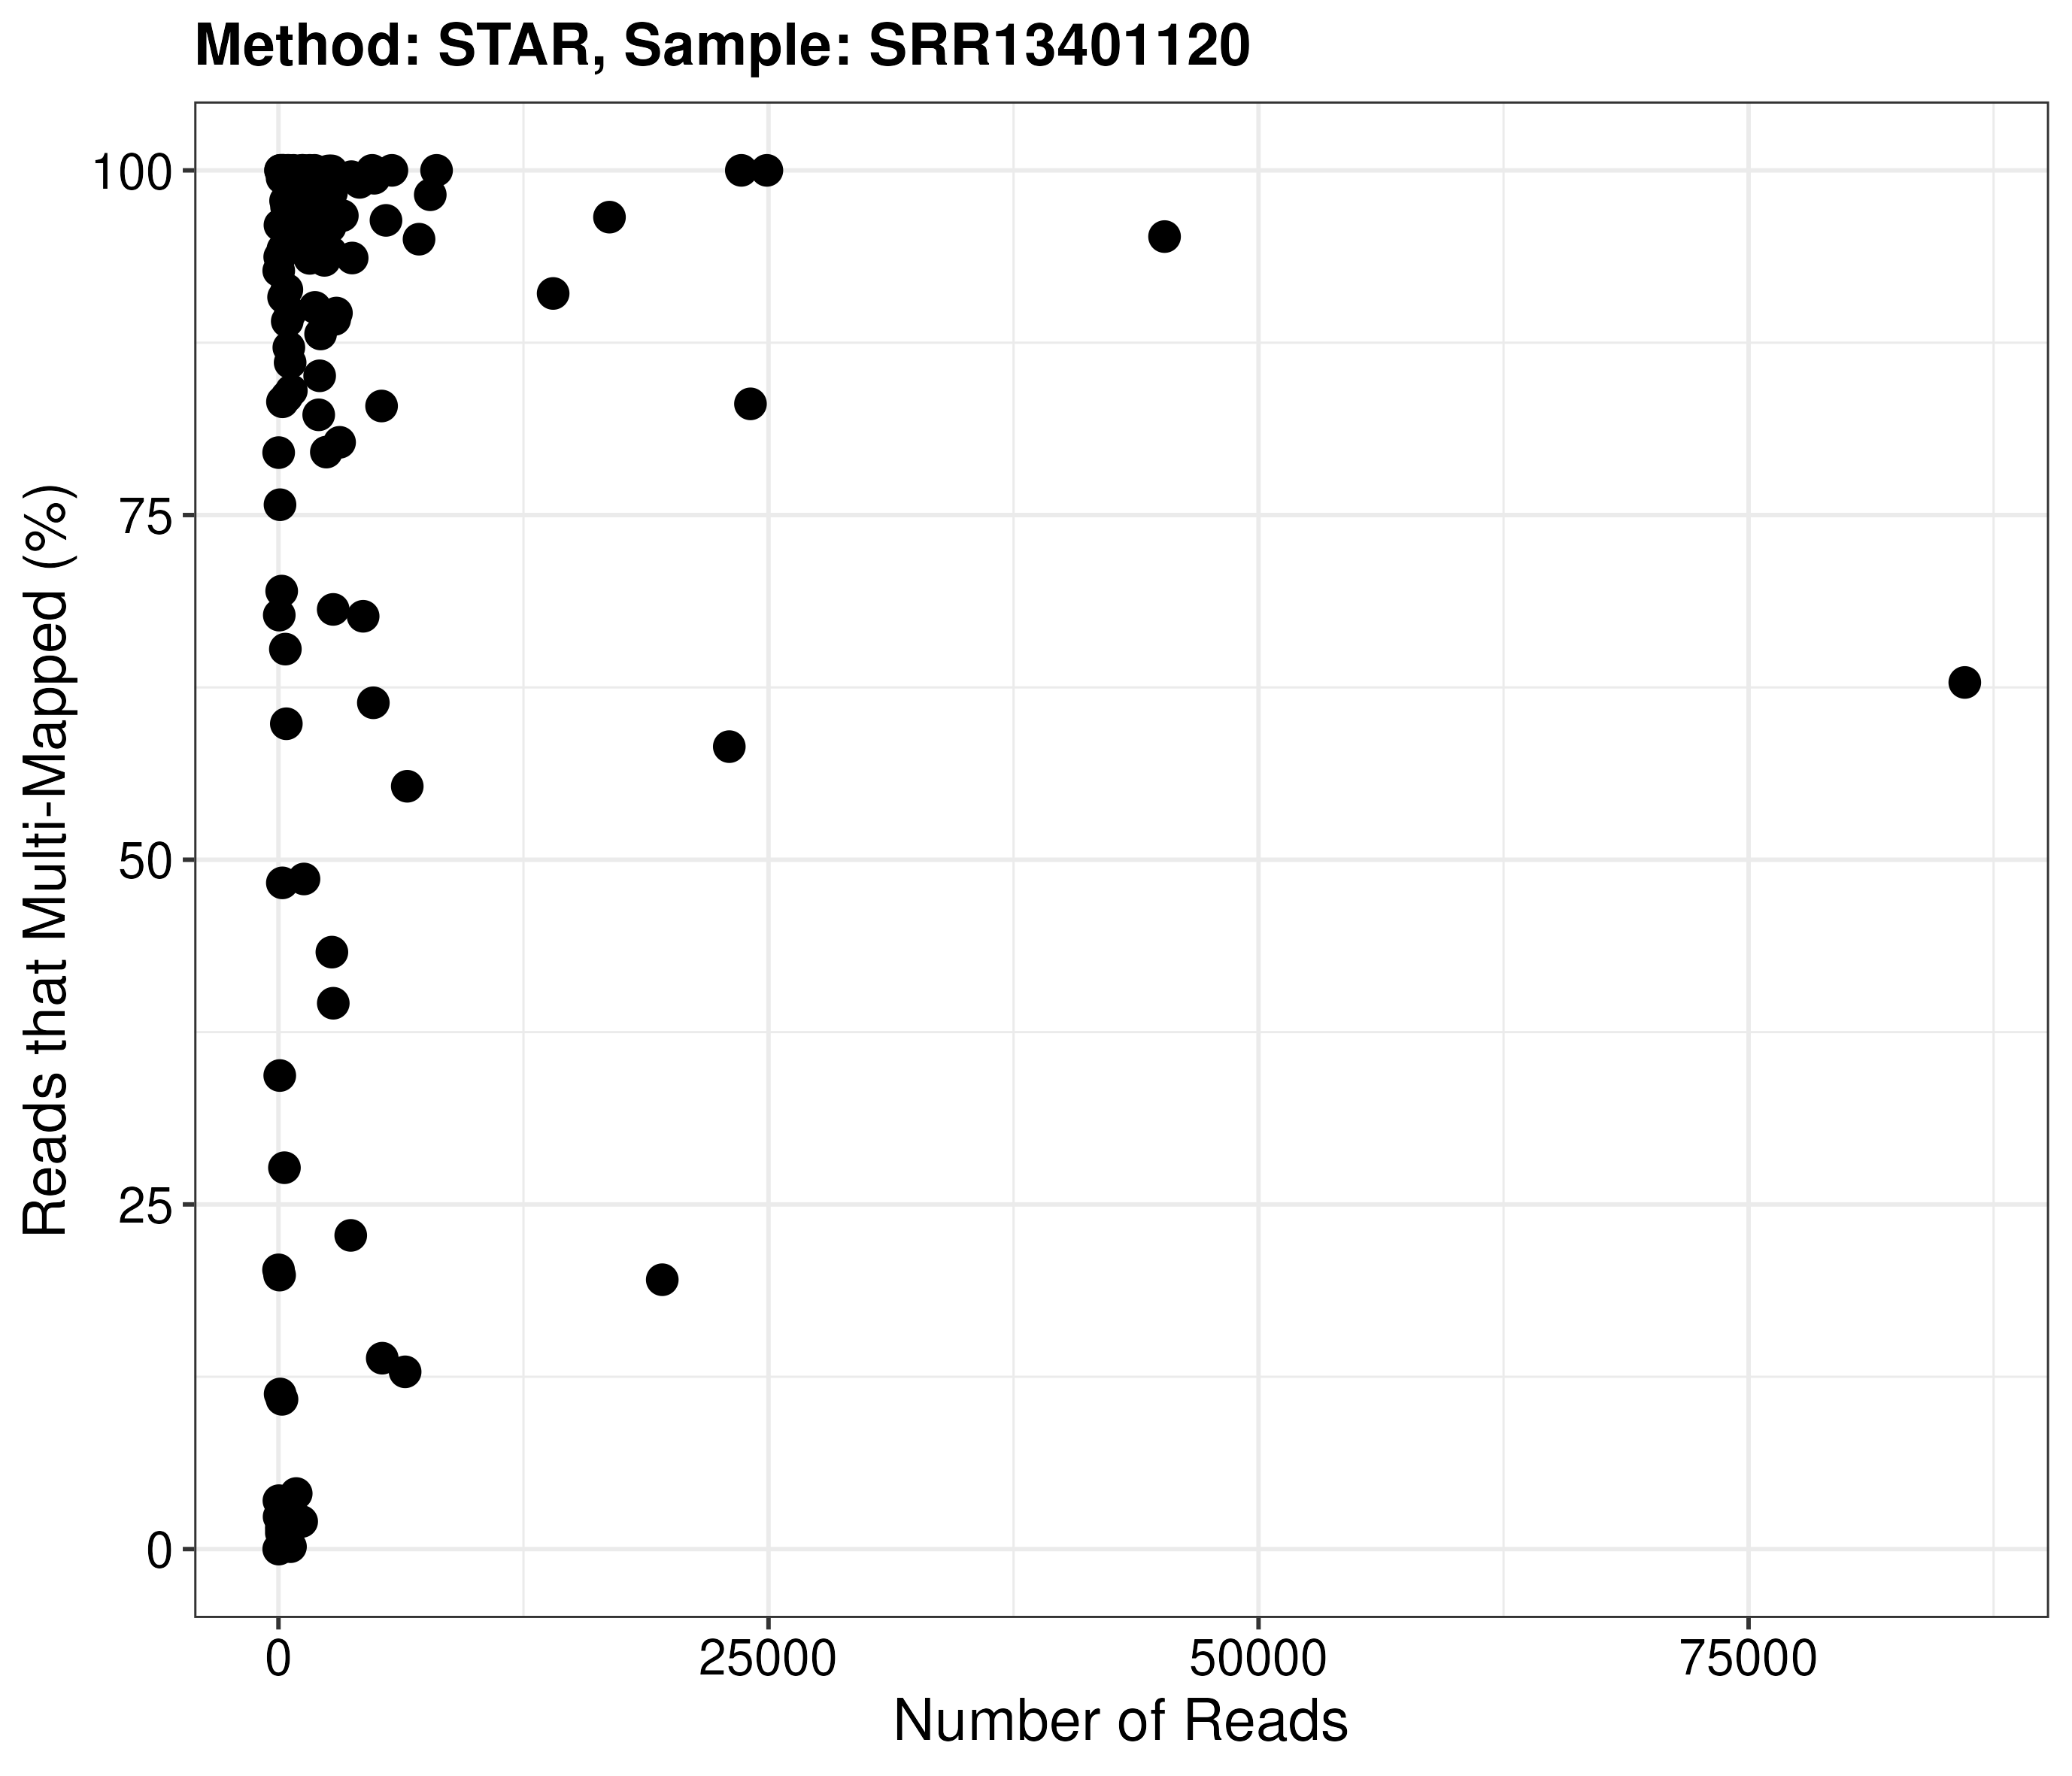 Method: STAR, Sample: SRR13401120
Reads that Multi-Mapped (%)
100
75
50
25
0
0 25000 50000 75000
Number of Reads